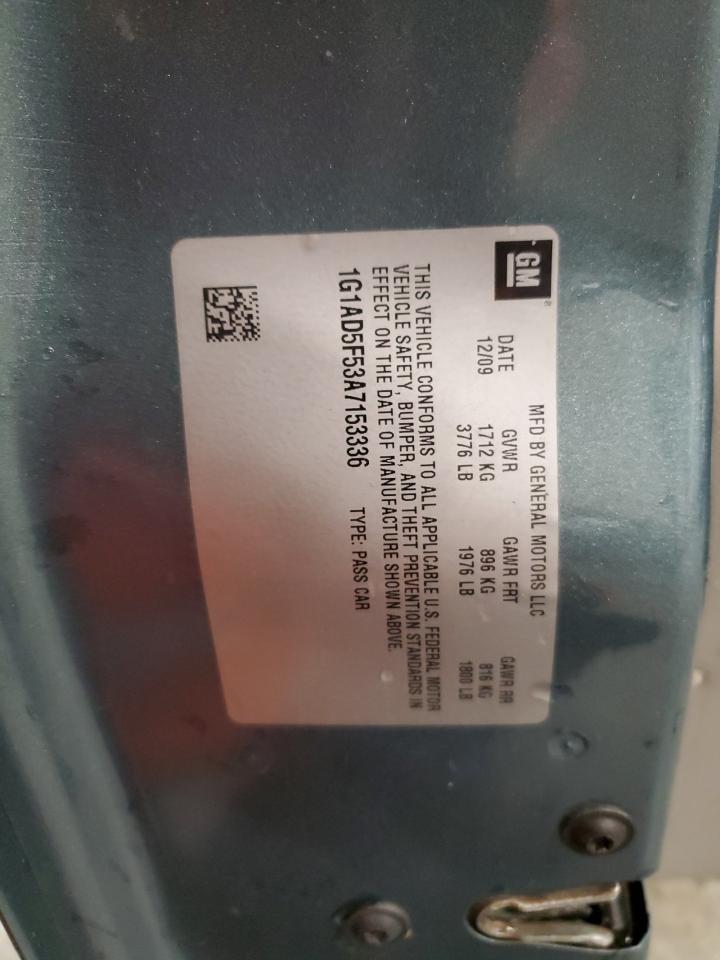 GM
MFD BY GENERAL MOTORS LLC
DATE GVWR GAWR FRT GAWR RR
12/09 1712 KG 896 KG 816 KG
3776 LB 1976 LB 1800 LB
THIS VEHICLE CONFORMS TO ALL APPLICABLE U.S. FEDERAL MOTOR
VEHICLE SAFETY, BUMPER, AND THEFT PREVENTION STANDARDS IN
EFFECT ON THE DATE OF MANUFACTURE SHOWN ABOVE.
1G1AD5F53A7153336 TYPE: PASS CAR